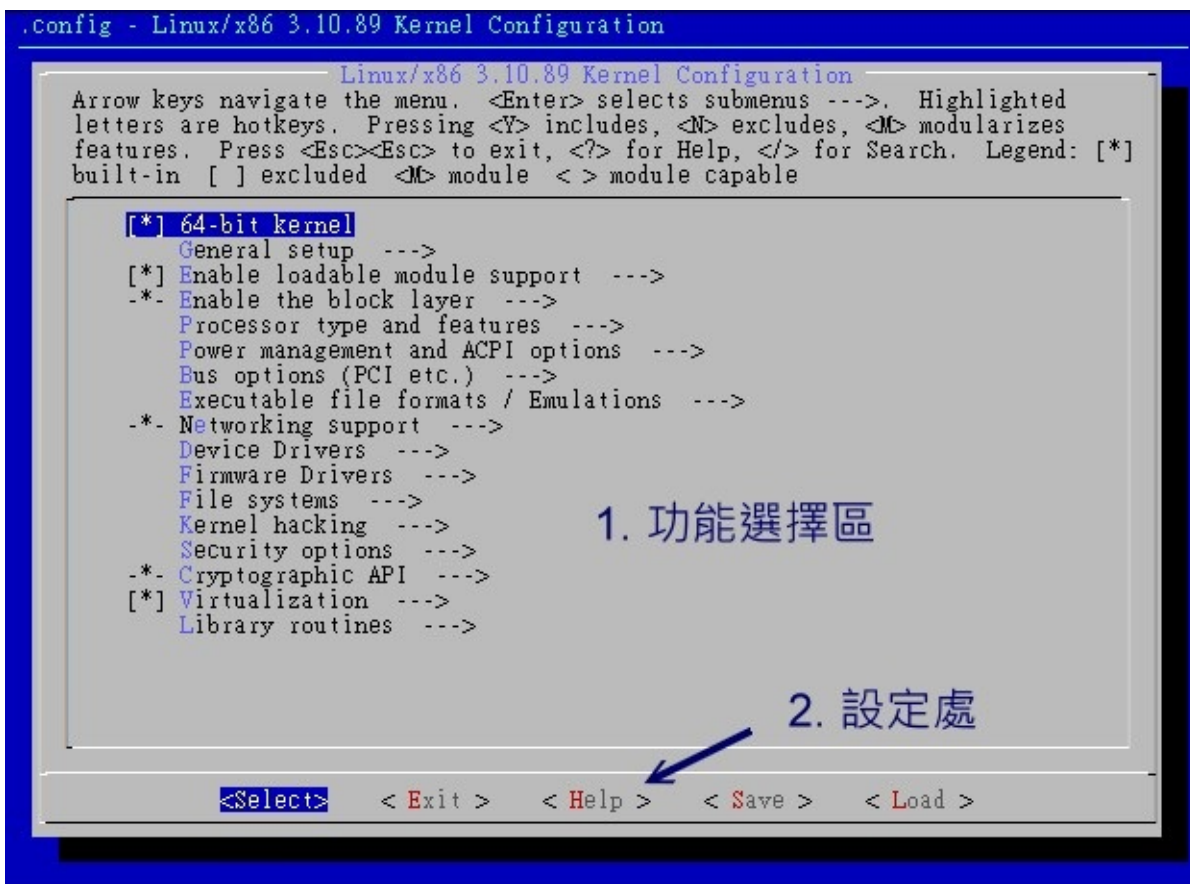 .config - Linux/x86 3.10.89 Kernel Configuration
Linux/x86 3.10.89 Kernel Configuration
Arrow keys navigate the menu.  <Enter> selects submenus --->.  Highlighted
letters are hotkeys.  Pressing <Y> includes, <N> excludes, <M> modularizes
features.  Press <Esc><Esc> to exit, <?> for Help, </> for Search.  Legend: [*]
built-in  [ ] excluded  <M> module  < > module capable
[*] 64-bit kernel
General setup  --->
[*] Enable loadable module support  --->
-*- Enable the block layer  --->
Processor type and features  --->
Power management and ACPI options  --->
Bus options (PCI etc.)  --->
Executable file formats / Emulations  --->
-*- Networking support  --->
Device Drivers  --->
Firmware Drivers  --->
File systems  --->
Kernel hacking  --->
Security options  --->
-*- Cryptographic API  --->
[*] Virtualization  --->
Library routines  --->
1. 功能選擇區
2. 設定處
<Select>    < Exit >    < Help >    < Save >    < Load >